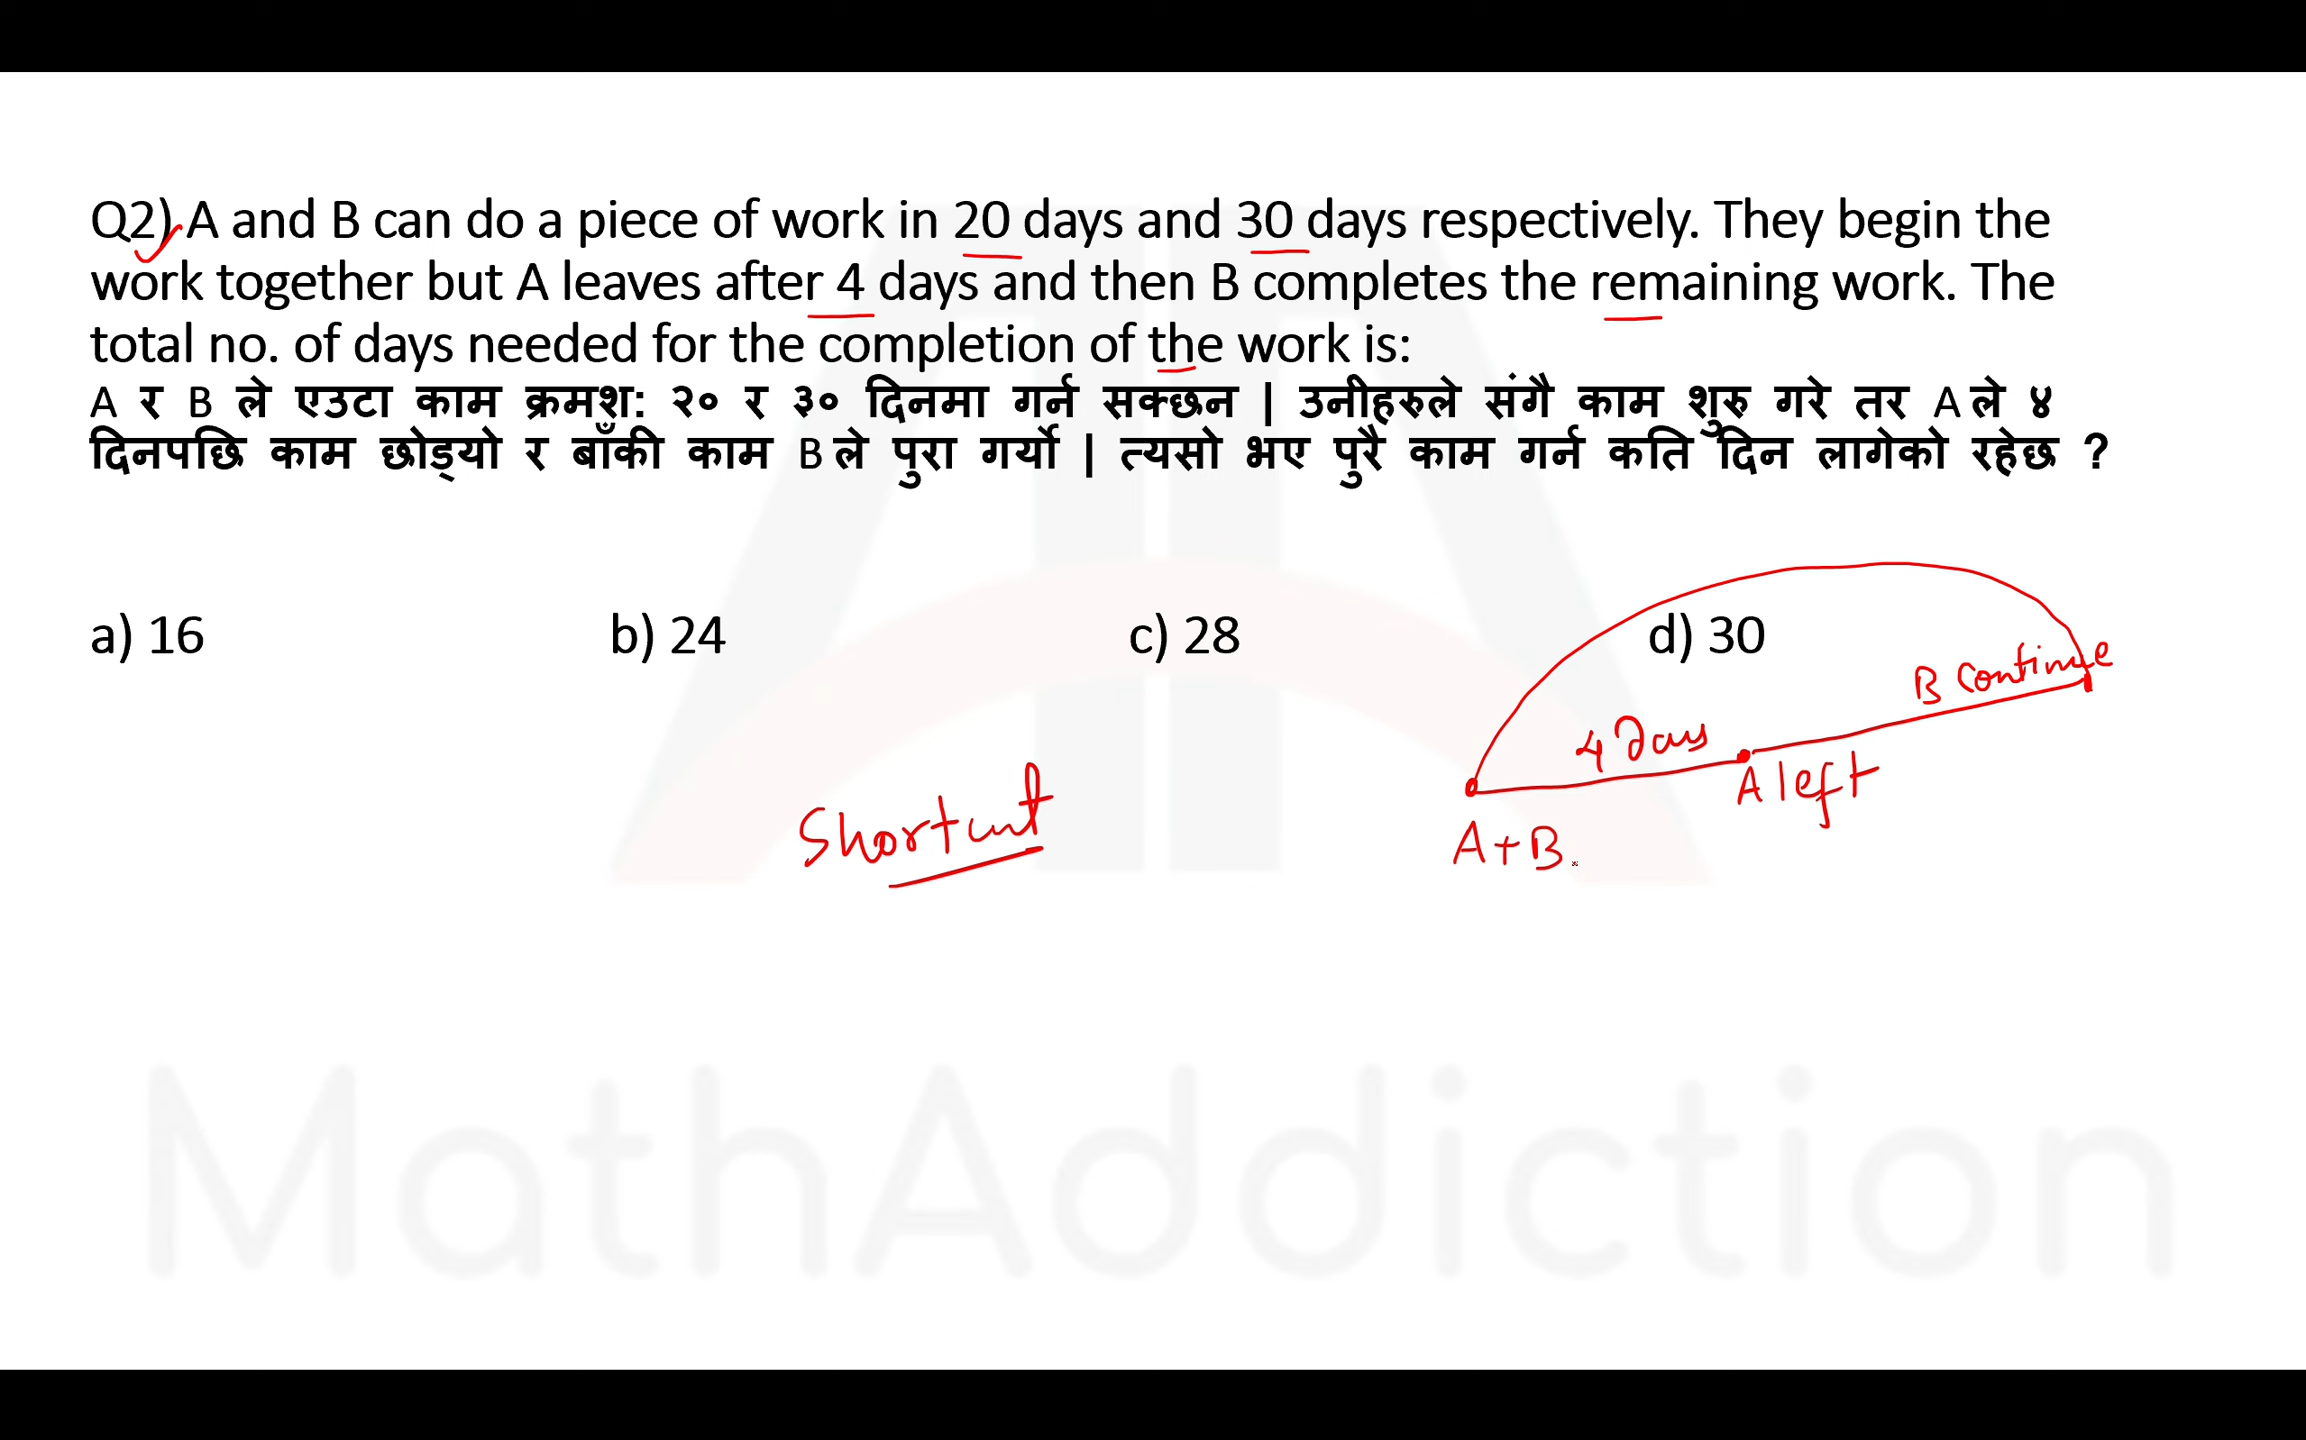 Q2) A and B can do a piece of work in 20 days and 30 days respectively. They begin the
work together but A leaves after 4 days and then B completes the remaining work. The
total no. of days needed for the completion of the work is:
A र B ले एउटा काम क्रमश: २० र ३० दिनमा गर्न सक्छन | उनीहरुले संगै काम शुरु गरे तर A ले ४
दिनपछि काम छोड्यो र बाँकी काम B ले पुरा गर्यो | त्यसो भए पुरै काम गर्न कति दिन लागेको रहेछ ?
a) 16 b) 24 c) 28 d) 30
B continue
4 days
A left
Shortcut
A+B.
MathAddiction